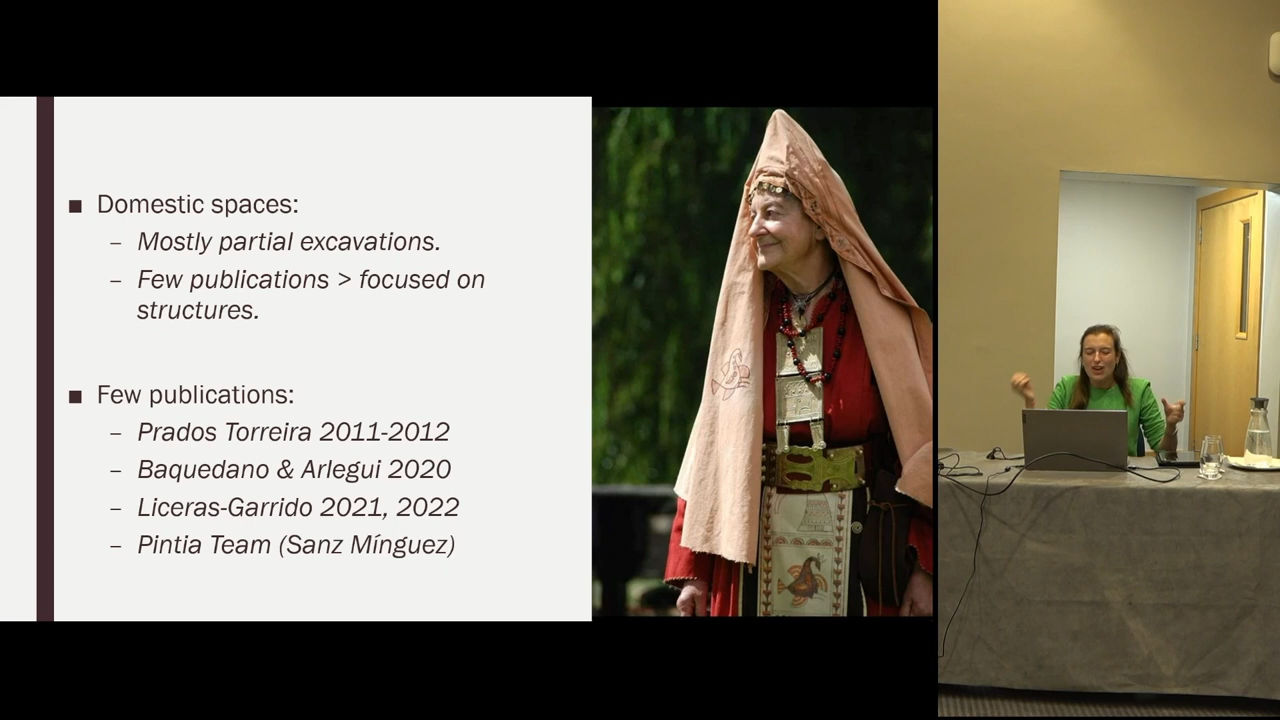 ■ Domestic spaces:
– Mostly partial excavations.
– Few publications > focused on
structures.
■ Few publications:
– Prados Torreira 2011-2012
– Baquedano & Arlegui 2020
– Liceras-Garrido 2021, 2022
– Pintia Team (Sanz Mínguez)